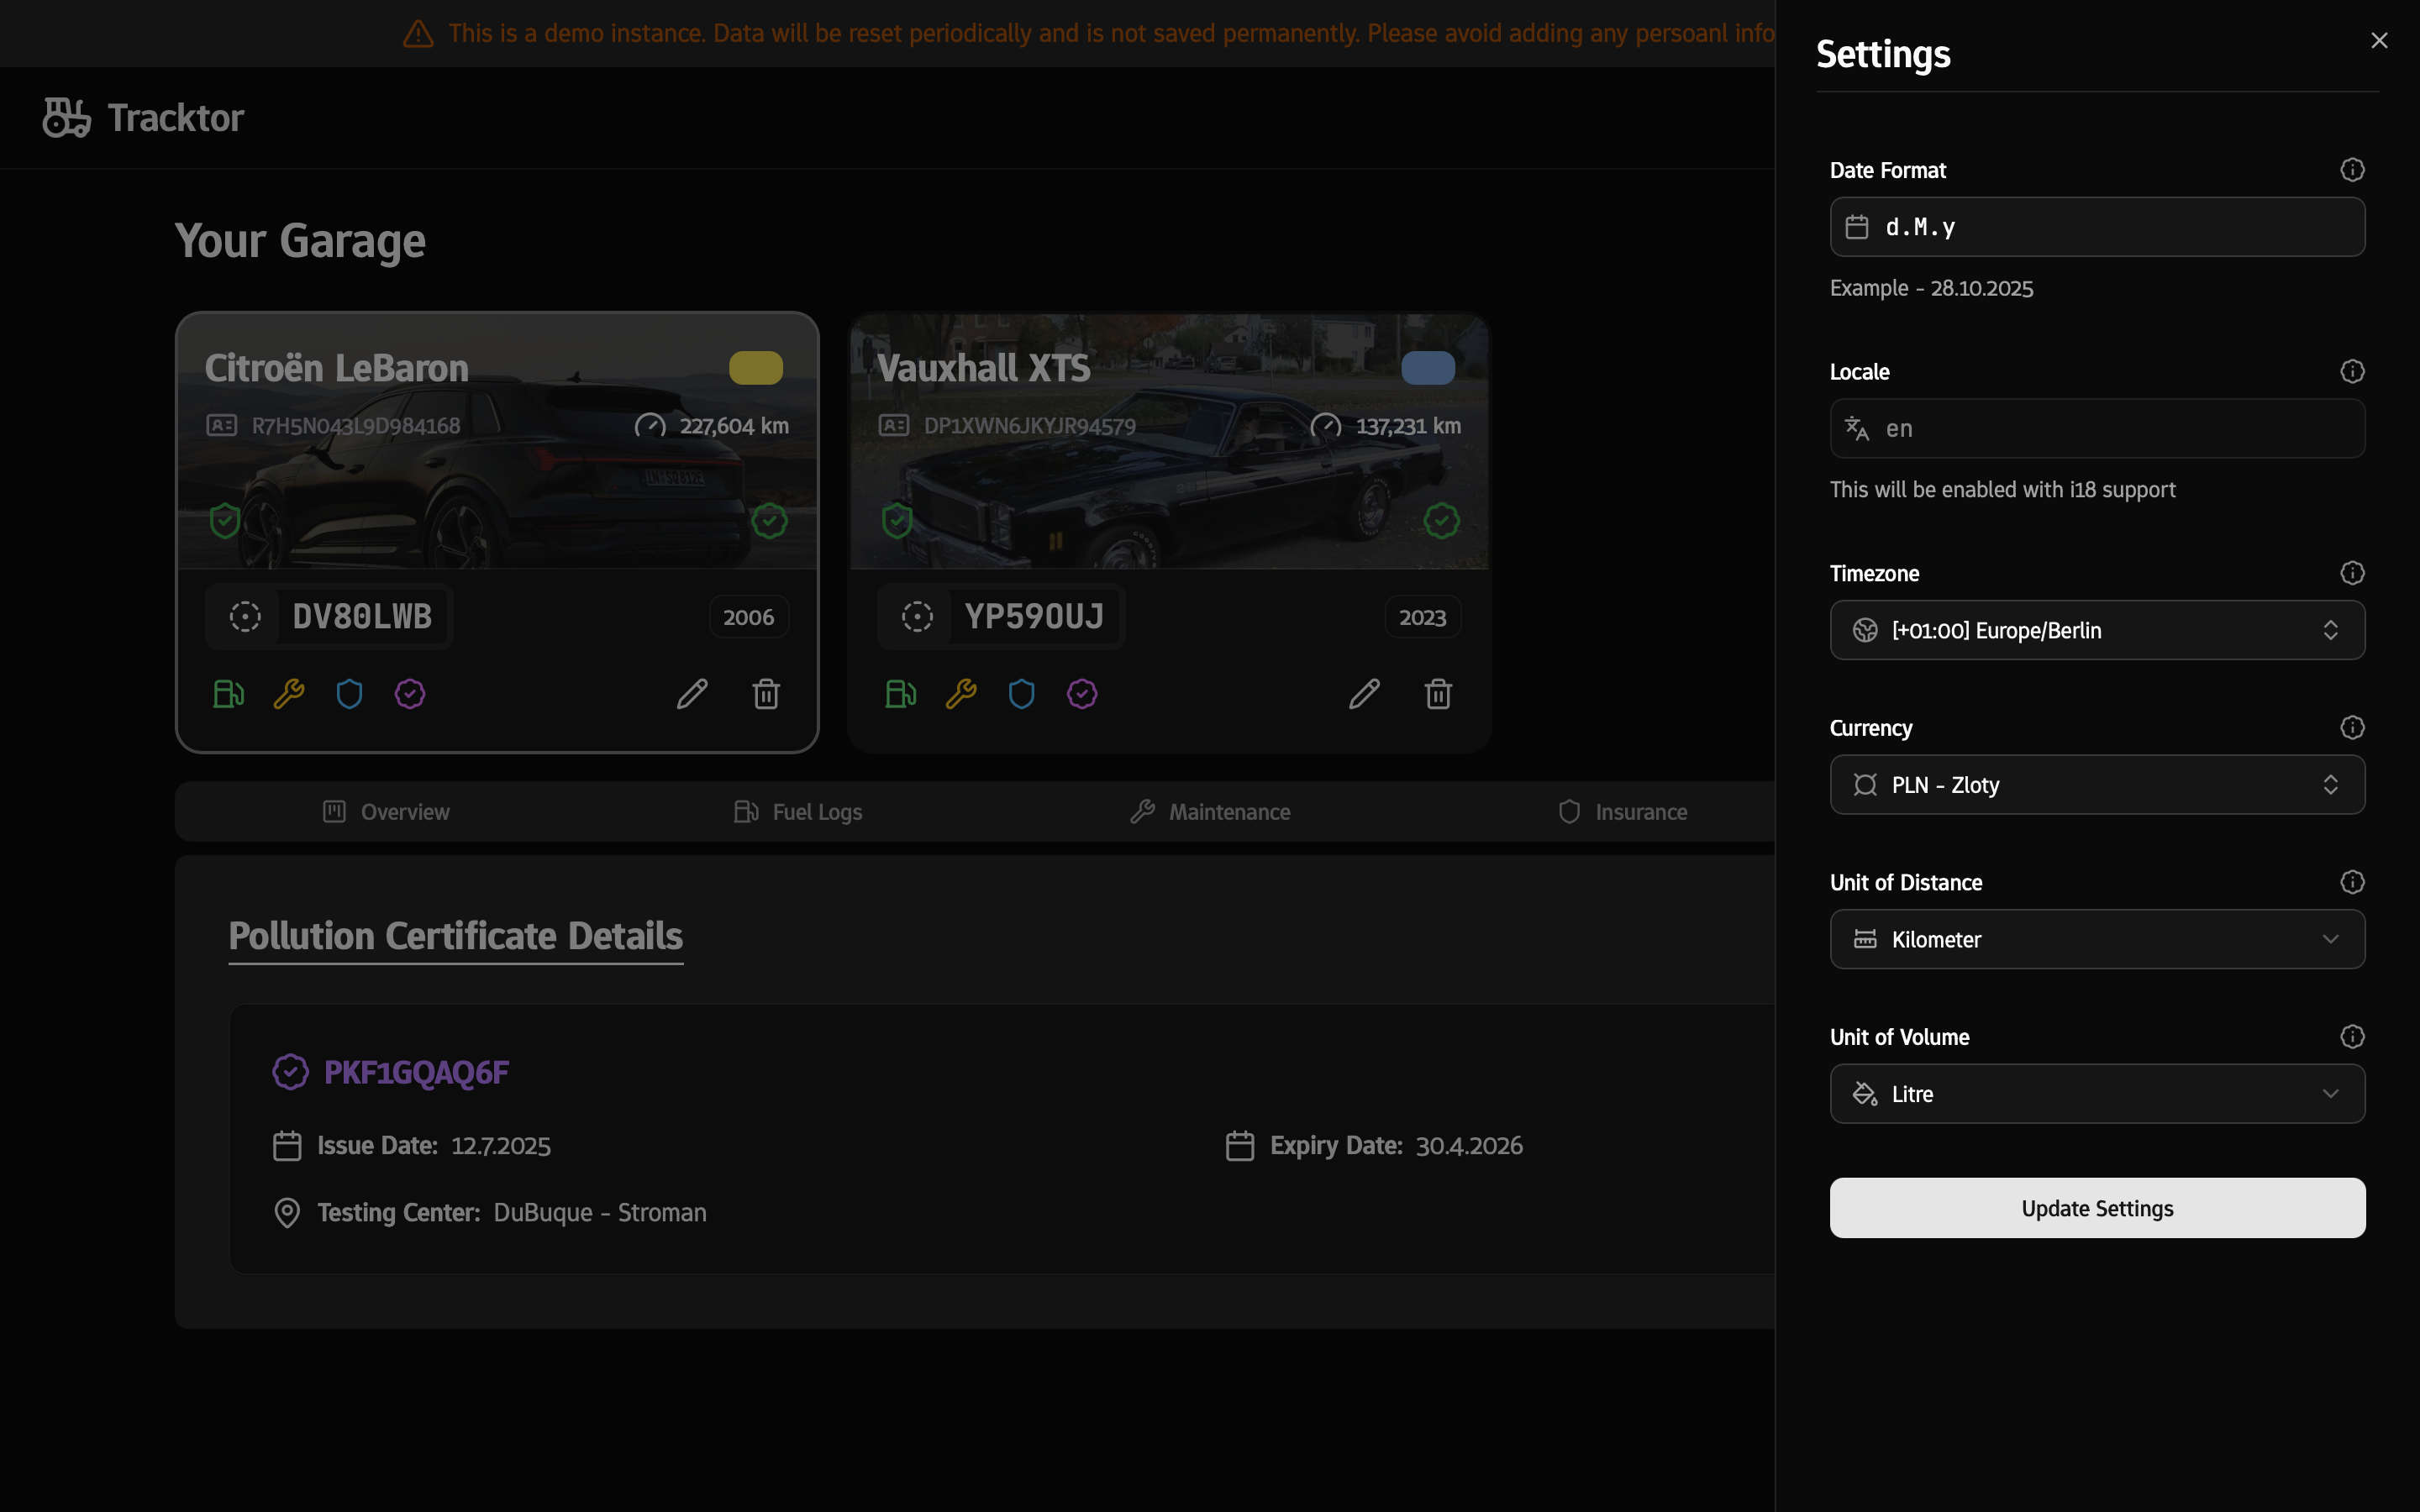 This is a demo instance. Data will be reset periodically and is not saved permanently. Please avoid adding any persoanl info
Tracktor
Your Garage
Citroën LeBaron
R7H5N043L9D984168
227,604 km
DV80LWB
2006
Vauxhall XTS
DP1XWN6JKYJR94579
137,231 km
YP590UJ
2023
Overview
Fuel Logs
Maintenance
Insurance
Pollution Certificate Details
PKF1GQAQ6F
Issue Date: 12.7.2025
Expiry Date: 30.4.2026
Testing Center: DuBuque - Stroman
Settings
Date Format
d.M.y
Example - 28.10.2025
Locale
en
This will be enabled with i18 support
Timezone
[+01:00] Europe/Berlin
Currency
PLN - Zloty
Unit of Distance
Kilometer
Unit of Volume
Litre
Update Settings